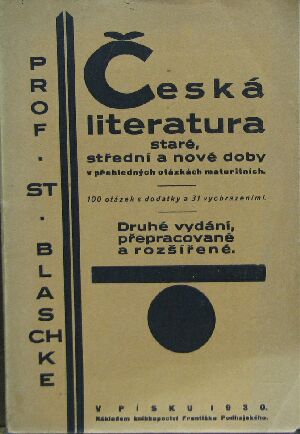 PROF. ST. BLASCHKE
Česká
literatura
staré,
střední a nové doby
v přehledných otázkách maturitních.
100 otázek s dodatky a 31 vyobrazeními.
Druhé vydání,
přepracované
a rozšířené.
V PÍSKU 1930.
Nákladem knihkupectví Františka Podhajského.